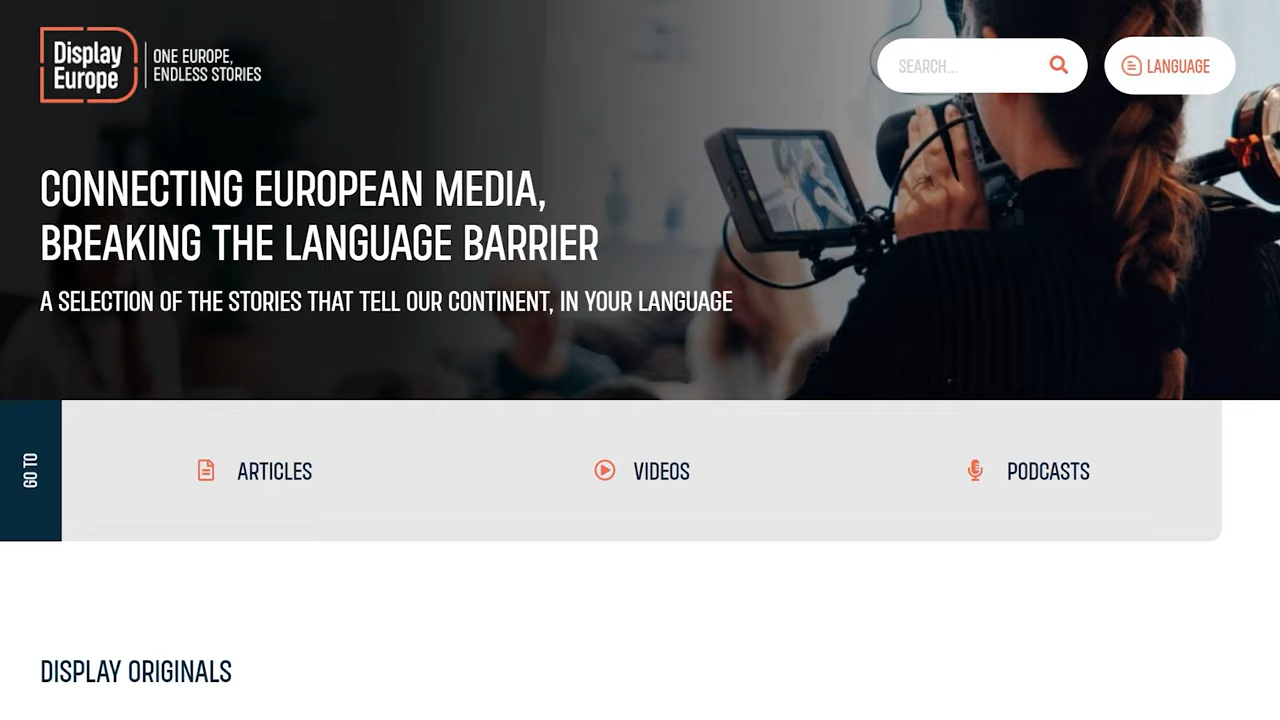 Display
Europe
ONE EUROPE,
ENDLESS STORIES
SEARCH...
LANGUAGE
CONNECTING EUROPEAN MEDIA,
BREAKING THE LANGUAGE BARRIER
A SELECTION OF THE STORIES THAT TELL OUR CONTINENT, IN YOUR LANGUAGE
GO TO
ARTICLES
VIDEOS
PODCASTS
DISPLAY ORIGINALS